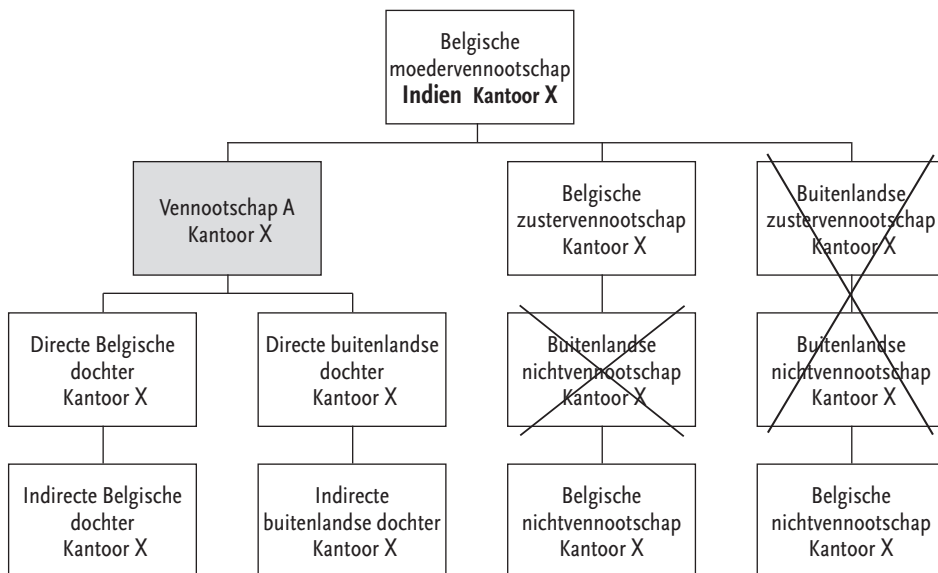 Belgische
moedervennootschap
Indien Kantoor X
Vennootschap A
Kantoor X
Belgische
zustervennootschap
Kantoor X
Buitenlandse
zustervennootschap
Kantoor X
Directe Belgische
dochter
Kantoor X
Directe buitenlandse
dochter
Kantoor X
Buitenlandse
nichtvennootschap
Kantoor X
Buitenlandse
nichtvennootschap
Kantoor X
Indirecte Belgische
dochter
Kantoor X
Indirecte
buitenlandse dochter
Kantoor X
Belgische
nichtvennootschap
Kantoor X
Belgische
nichtvennootschap
Kantoor X